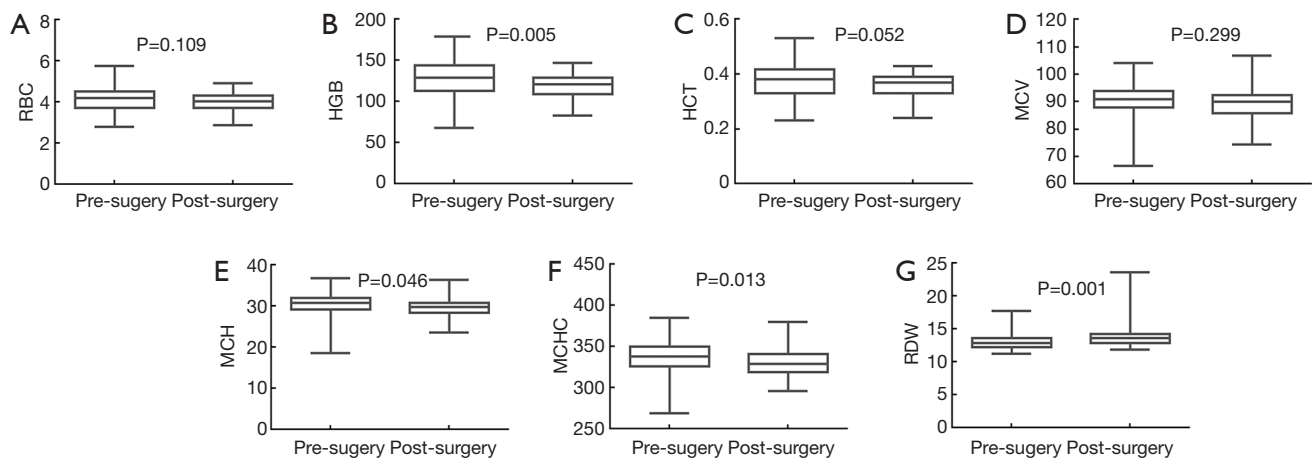 A
RBC
8
6
4
2
0
P=0.109
Pre-sugery Post-surgery
B
HGB
200
150
100
50
0
P=0.005
Pre-sugery Post-surgery
C
HCT
0.6
0.4
0.2
0
P=0.052
Pre-sugery Post-surgery
D
MCV
120
110
100
90
80
70
60
P=0.299
Pre-sugery Post-surgery
E
MCH
40
30
20
10
0
P=0.046
Pre-sugery Post-surgery
F
MCHC
450
400
350
300
250
P=0.013
Pre-sugery Post-surgery
G
RDW
25
20
15
10
5
0
P=0.001
Pre-sugery Post-surgery